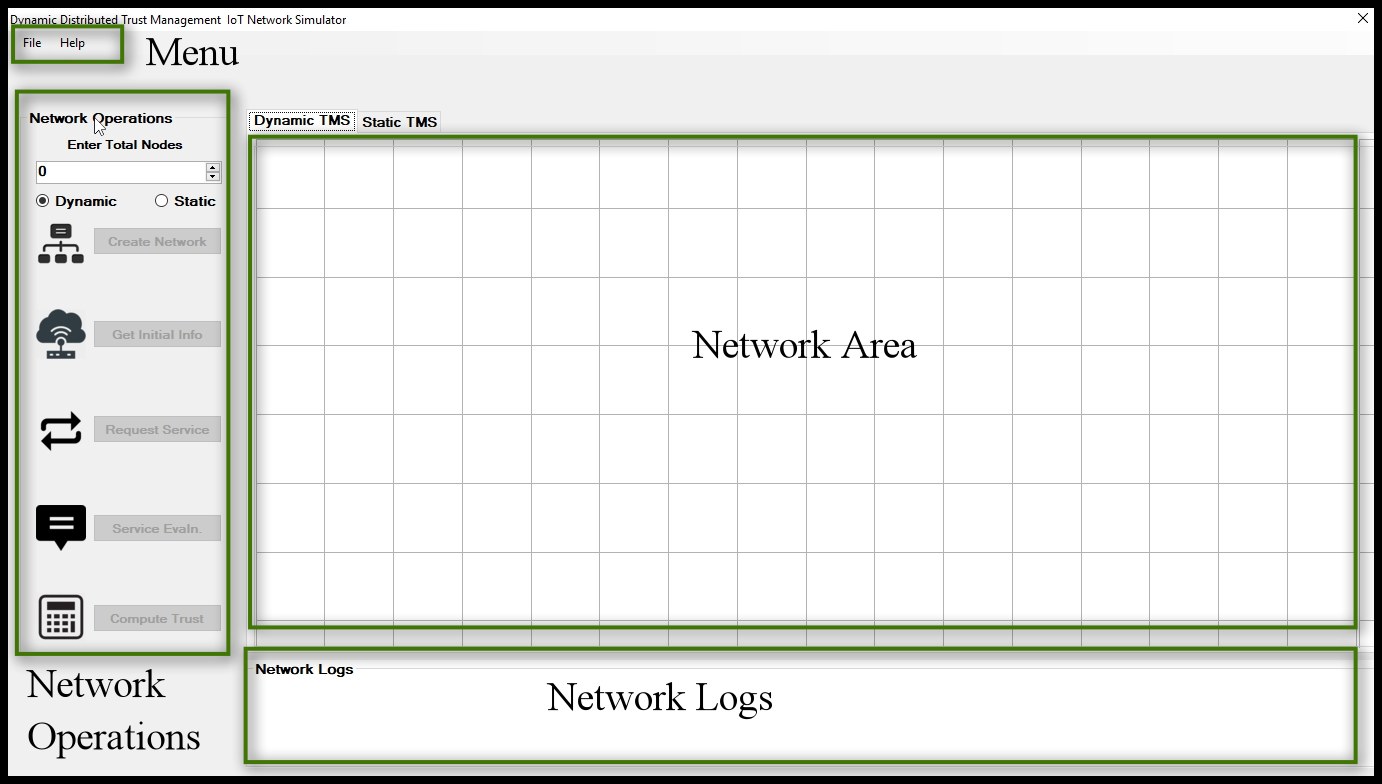 Dynamic Distributed Trust Management IoT Network Simulator
File Help
Menu
Network Operations
Enter Total Nodes
0
Dynamic Static
Create Network
Get Initial Info
Request Service
Service Evaln.
Compute Trust
Network
Operations
Dynamic TMS Static TMS
Network Area
Network Logs
Network Logs